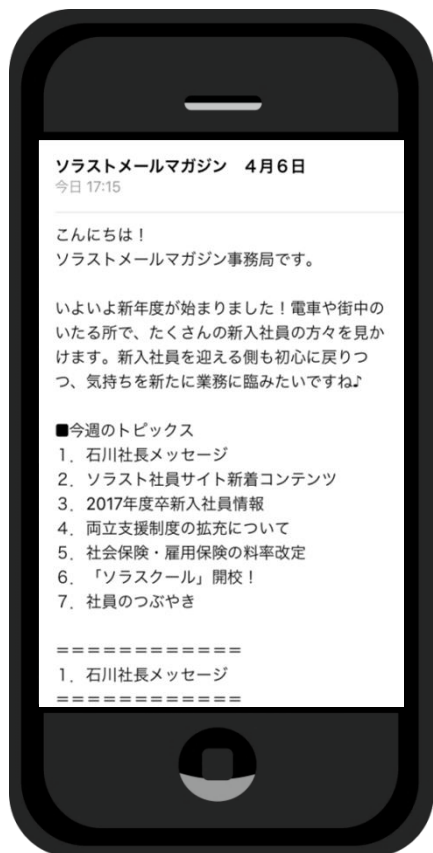 ソラストメールマガジン　４月６日
今日 17:15
こんにちは！
ソラストメールマガジン事務局です。
いよいよ新年度が始まりました！電車や街中の
いたる所で、たくさんの新入社員の方々を見か
けます。新入社員を迎える側も初心に戻りつ
つ、気持ちを新たに業務に臨みたいですね♪
■今週のトピックス
１．石川社長メッセージ
２．ソラスト社員サイト新着コンテンツ
３．2017年度卒新入社員情報
４．両立支援制度の拡充について
５．社会保険・雇用保険の料率改定
６．「ソラスクール」開校！
７．社員のつぶやき
＝＝＝＝＝＝＝＝＝＝＝＝
１．石川社長メッセージ
＝＝＝＝＝＝＝＝＝＝＝＝